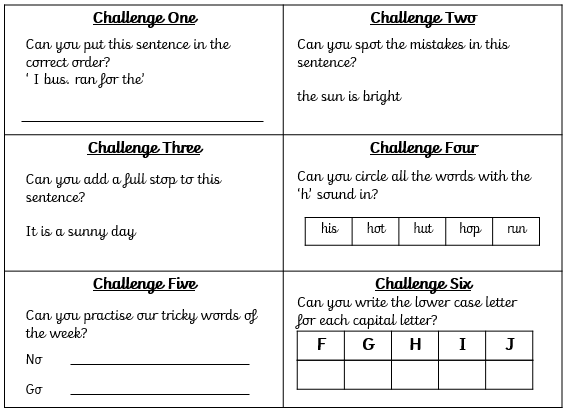 Challenge One
Can you put this sentence in the
correct order?
‘ I bus. ran for the’
Challenge Two
Can you spot the mistakes in this
sentence?
the sun is bright
Challenge Three
Can you add a full stop to this
sentence?
It is a sunny day
Challenge Four
Can you circle all the words with the
‘h’ sound in?
his hot hut hop run
Challenge Five
Can you practise our tricky words of
the week?
No
Go
Challenge Six
Can you write the lower case letter
for each capital letter?
F G H I J